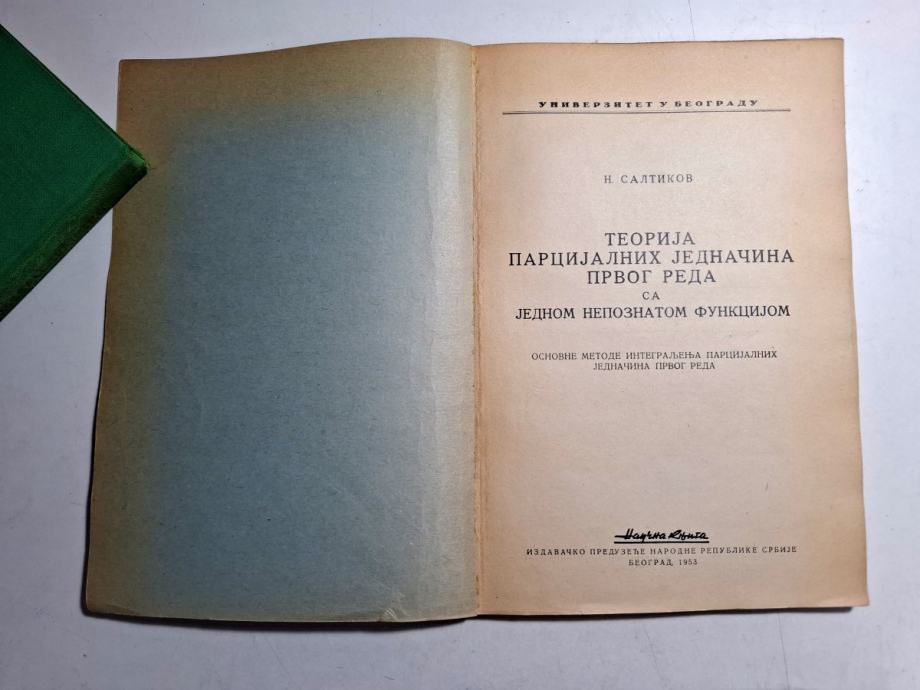 УНИВЕРЗИТЕТ У БЕОГРАДУ
Н. САЛТИКОВ
ТЕОРИЈА
ПАРЦИЈАЛНИХ ЈЕДНАЧИНА
ПРВОГ РЕДА
СА
ЈЕДНОМ НЕПОЗНАТОМ ФУНКЦИЈОМ
ОСНОВНЕ МЕТОДЕ ИНТЕГРАЉЕЊА ПАРЦИЈАЛНИХ
ЈЕДНАЧИНА ПРВОГ РЕДА
Научна књига
ИЗДАВАЧКО ПРЕДУЗЕЋЕ НАРОДНЕ РЕПУБЛИКЕ СРБИЈЕ
БЕОГРАД, 1953